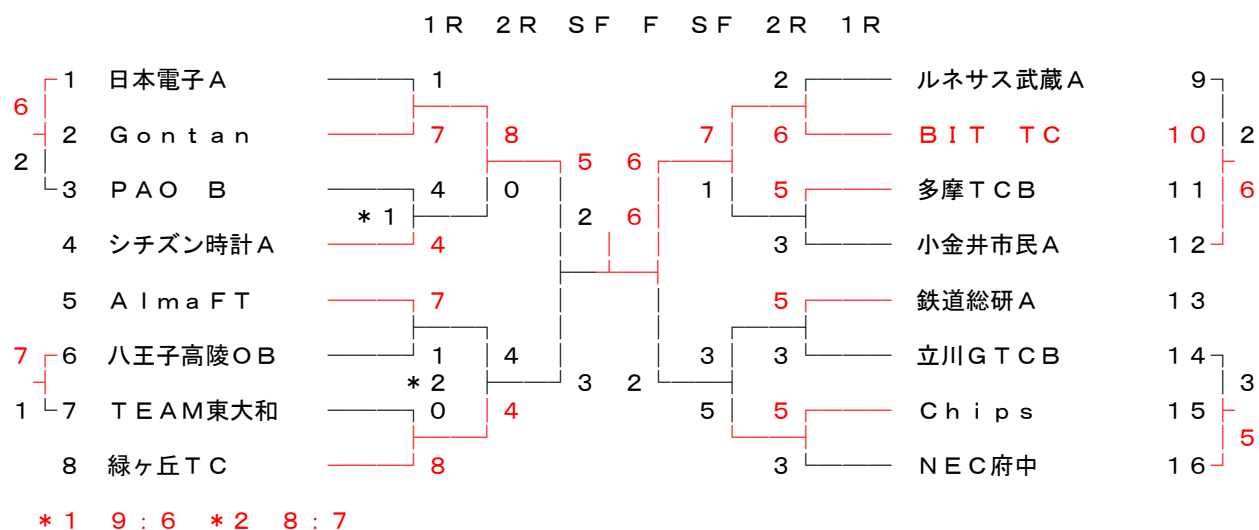 １Ｒ ２Ｒ ＳＦ Ｆ ＳＦ ２Ｒ １Ｒ
１ 日本電子Ａ １ ２ ルネサス武蔵Ａ ９
６
２ Ｇｏｎｔａｎ ７ ８ ７ ６ ＢＩＴ ＴＣ １０ ２
２ ５ ６
３ ＰＡＯ Ｂ ４ ０ １ ５ 多摩ＴＣＢ １１ ６
＊１ ２ ６
４ シチズン時計Ａ ４ ３ 小金井市民Ａ １２
５ ＡｌｍａＦＴ ７ ５ 鉄道総研Ａ １３
７ ６ 八王子高陵ＯＢ １ ４ ３ ３ 立川ＧＴＣＢ １４
＊２ ３ ２ ３
１ ７ ＴＥＡＭ東大和 ０ ４ ５ ５ Ｃｈｉｐｓ １５
５
８ 緑ヶ丘ＴＣ ８ ３ ＮＥＣ府中 １６
＊１ ９：６ ＊２ ８：７